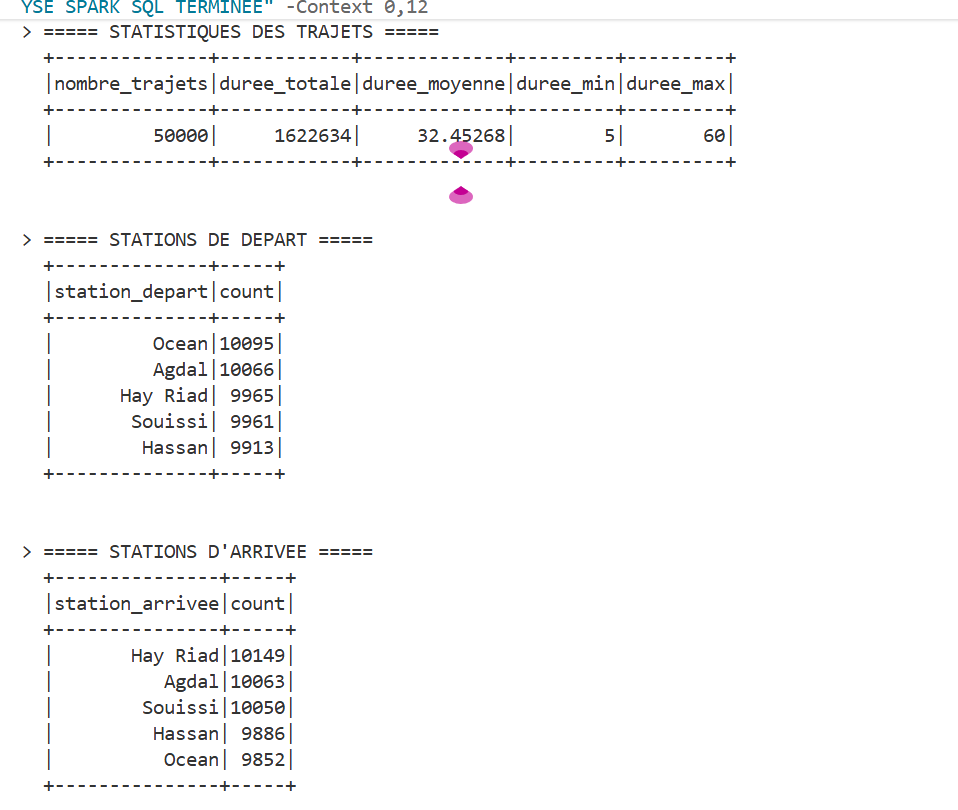 YSE SPARK SQL TERMINEE" -Context 0,12
> ===== STATISTIQUES DES TRAJETS =====
+--------------+------------+-------------+---------+---------+
|nombre_trajets|duree_totale|duree_moyenne|duree_min|duree_max|
+--------------+------------+-------------+---------+---------+
|         50000|     1622634|     32.45268|        5|       60|
+--------------+------------+-------------+---------+---------+
> ===== STATIONS DE DEPART =====
+--------------+-----+
|station_depart|count|
+--------------+-----+
|         Ocean|10095|
|         Agdal|10066|
|      Hay Riad| 9965|
|       Souissi| 9961|
|        Hassan| 9913|
+--------------+-----+
> ===== STATIONS D'ARRIVEE =====
+---------------+-----+
|station_arrivee|count|
+---------------+-----+
|       Hay Riad|10149|
|          Agdal|10063|
|        Souissi|10050|
|         Hassan| 9886|
|          Ocean| 9852|
+---------------+-----+